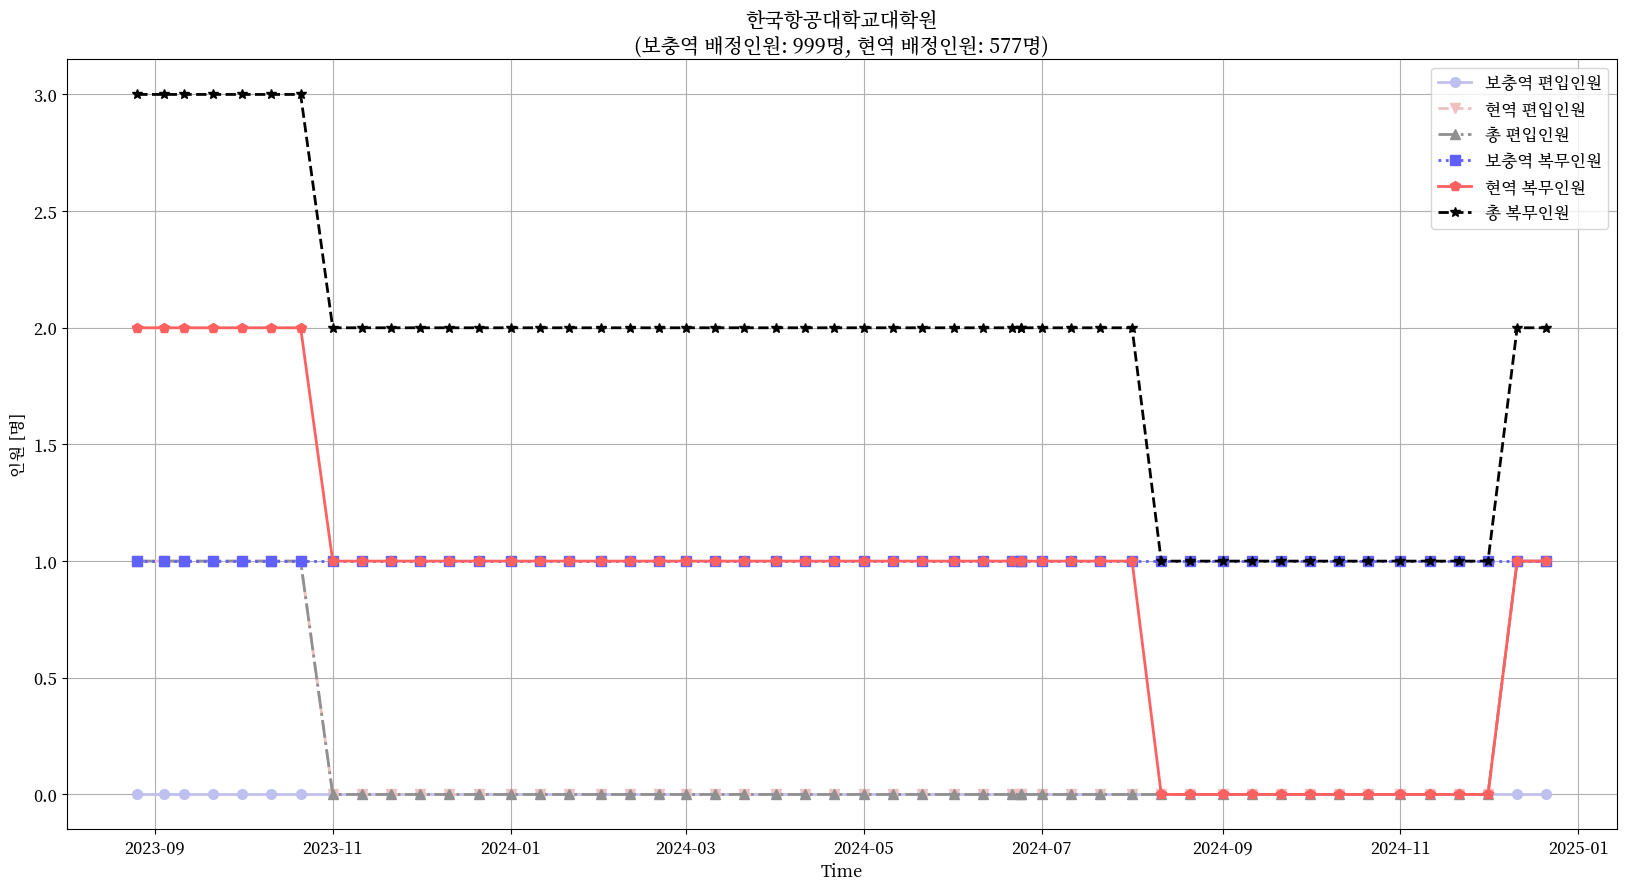 한국항공대학교대학원
(보충역 배정인원: 999명, 현역 배정인원: 577명)
보충역 편입인원
현역 편입인원
총 편입인원
보충역 복무인원
현역 복무인원
총 복무인원
인원 [명]
3.0
2.5
2.0
1.5
1.0
0.5
0.0
2023-09
2023-11
2024-01
2024-03
2024-05
2024-07
2024-09
2024-11
2025-01
Time